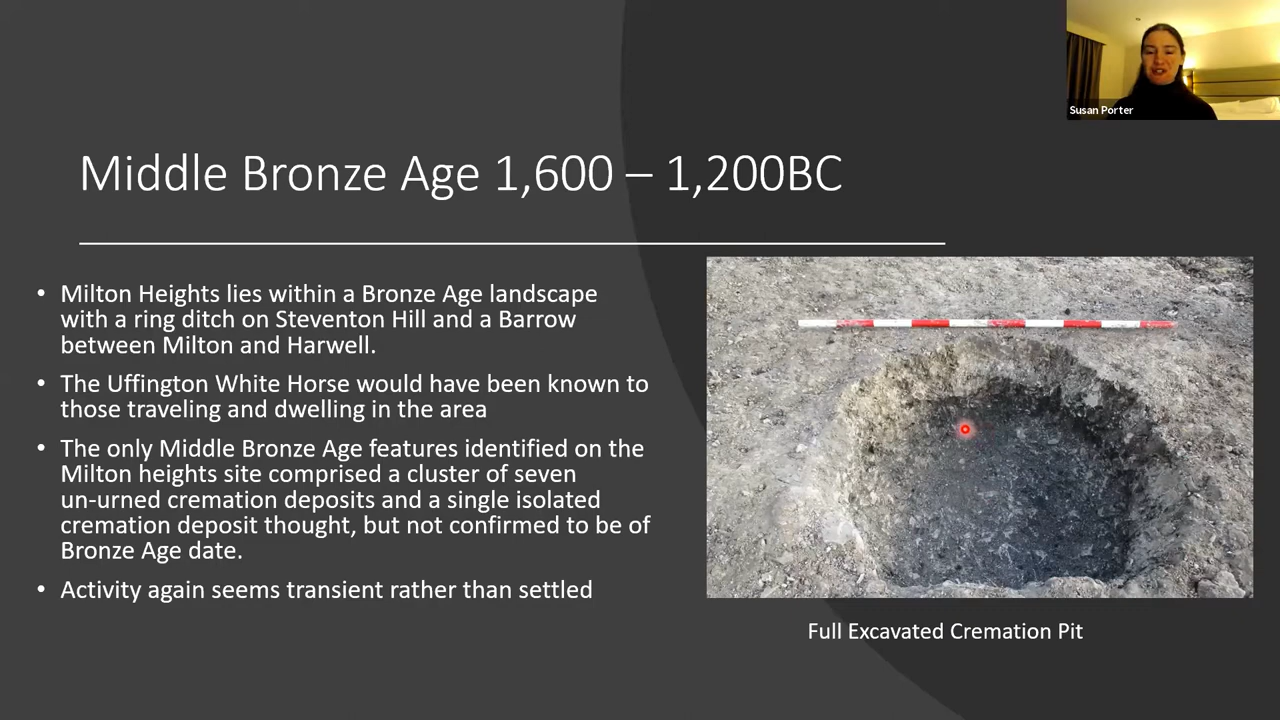 Susan Porter
Middle Bronze Age 1,600 – 1,200BC
• Milton Heights lies within a Bronze Age landscape
with a ring ditch on Steventon Hill and a Barrow
between Milton and Harwell.
• The Uffington White Horse would have been known to
those traveling and dwelling in the area
• The only Middle Bronze Age features identified on the
Milton heights site comprised a cluster of seven
un-urned cremation deposits and a single isolated
cremation deposit thought, but not confirmed to be of
Bronze Age date.
• Activity again seems transient rather than settled
Full Excavated Cremation Pit